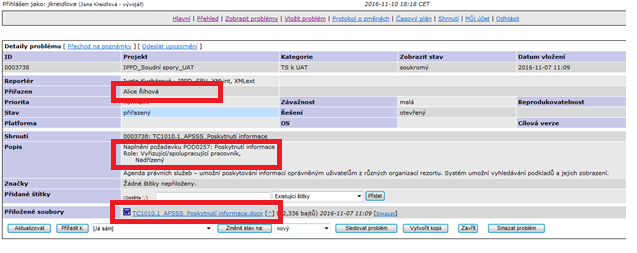 Přihlášen jako: jkreidlova (Jana Kreidlová - vývojář) 2016-11-10 18:18 CET
Hlavní | Přehled | Zobrazit problémy | Vložit problém | Protokol o změnách | Časový plán | Shrnutí | Můj účet | Odhlásit
Detaily problému [ Přechod na poznámky ] [ Odeslat upozornění ]
ID Projekt Kategorie Zobrazit stav Datum vložení
0003738 IPPD_Soudní spory_UAT TS k UAT soukromý 2016-11-07 11:09
Reportér XMLext
Přiřazen Alice Říhová
Priorita Závažnost malá Reprodukovatelnost
Stav přiřazený Řešení otevřený
Platforma OS Cílová verze
Shrnutí 0003738: TC1010.1_APSSS_Poskytnutí informace
Popis Naplnění požadavku POD0257: Poskytnutí informace
Role: Vyřizující/spolupracující pracovník,
Nadřízený
Agenda právních služeb – umožní poskytování informací oprávněným uživatelům z různých organizací rezortu. Systém umožní vyhledávání podkladů a jejich zobrazení.
Značky Žádné štítky nepřiloženy.
Přidané štítky (Oddělte ',') Existující štítky Přidat
Přiložené soubory TC1010.1_APSSS_Poskytnutí informace.docx [^] 2,336 bajtů) 2016-11-07 11:09 [Smazat]
Aktualizovat Přiřadit k: [Já sám] Změnit stav na: nový Sledovat problém Vytvořit kopii Zavřít Smazat problém